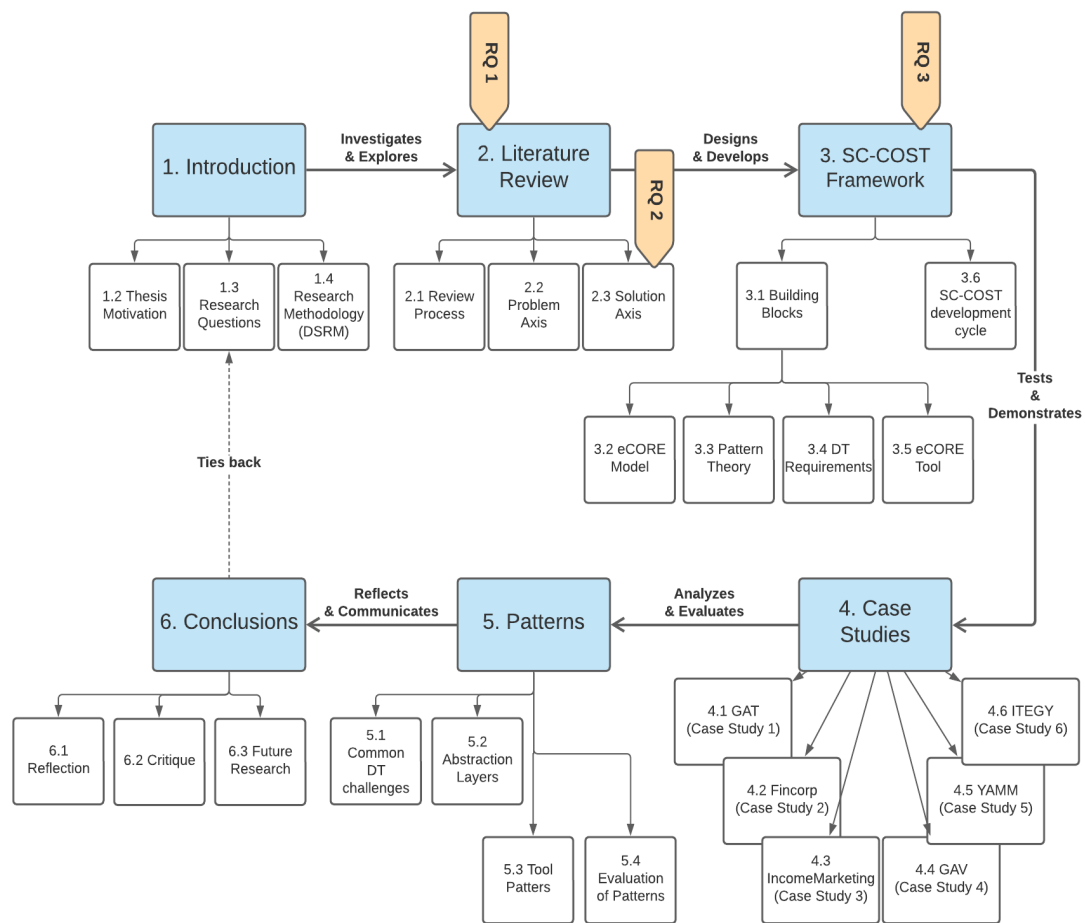 RQ 1
RQ 3
1. Introduction
Investigates
& Explores
2. Literature
Review
Designs
& Develops
3. SC-COST
Framework
RQ 2
1.2 Thesis
Motivation
1.3
Research
Questions
1.4
Research
Methodology
(DSRM)
2.1 Review
Process
2.2
Problem
Axis
2.3 Solution
Axis
3.1 Building
Blocks
3.6
SC-COST
development
cycle
Tests
&
Demonstrates
3.2 eCORE
Model
3.3 Pattern
Theory
3.4 DT
Requirements
3.5 eCORE
Tool
Ties back
6. Conclusions
Reflects
& Communicates
5. Patterns
Analyzes
& Evaluates
4. Case
Studies
6.1
Reflection
6.2 Critique
6.3 Future
Research
5.1
Common
DT
challenges
5.2
Abstraction
Layers
5.3 Tool
Patters
5.4
Evaluation
of Patterns
4.1 GAT
(Case Study 1)
4.2 Fincorp
(Case Study 2)
4.3
IncomeMarketing
(Case Study 3)
4.4 GAV
(Case Study 4)
4.5 YAMM
(Case Study 5)
4.6 ITEGY
(Case Study 6)